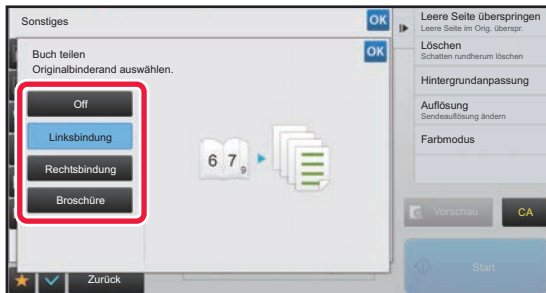 Sonstiges
OK
Buch teilen
Originalbinderand auswählen.
OK
Off
Linksbindung
Rechtsbindung
Broschüre
6 7 9
Zurück
Leere Seite überspringen
Leere Seite im Orig. überspr.
Löschen
Schatten rundherum löschen
Hintergrundanpassung
Auflösung
Sendeauflösung ändern
Farbmodus
Vorschau
CA
Start